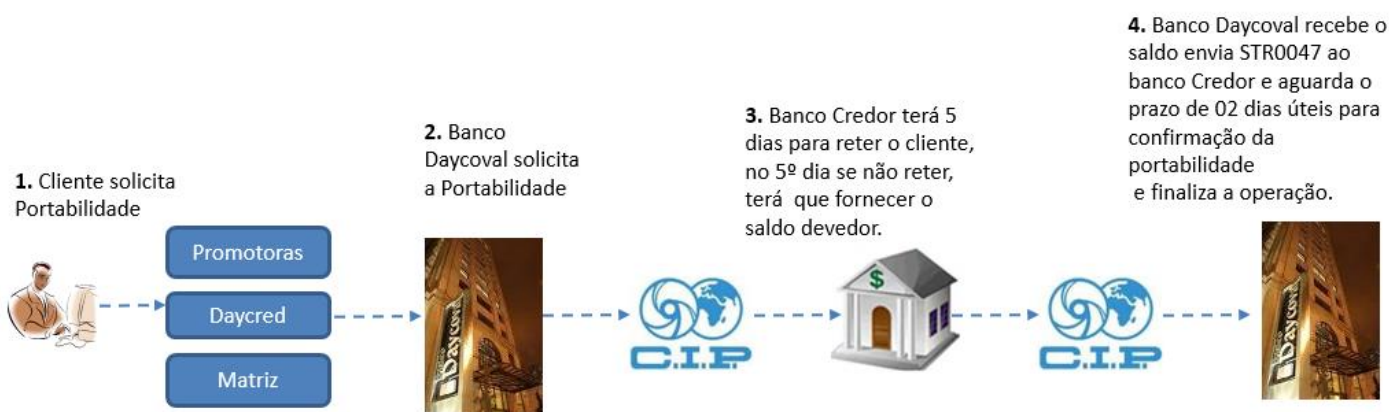 1. Cliente solicita
Portabilidade
Promotoras
Daycred
Matriz
2. Banco
Daycoval solicita
a Portabilidade
Daycoval
C.I.P.
3. Banco Credor terá 5
dias para reter o cliente,
no 5º dia se não reter,
terá que fornecer o
saldo devedor.
$
C.I.P.
4. Banco Daycoval recebe o
saldo envia STR0047 ao
banco Credor e aguarda o
prazo de 02 dias úteis para
confirmação da
portabilidade
e finaliza a operação.
Daycoval